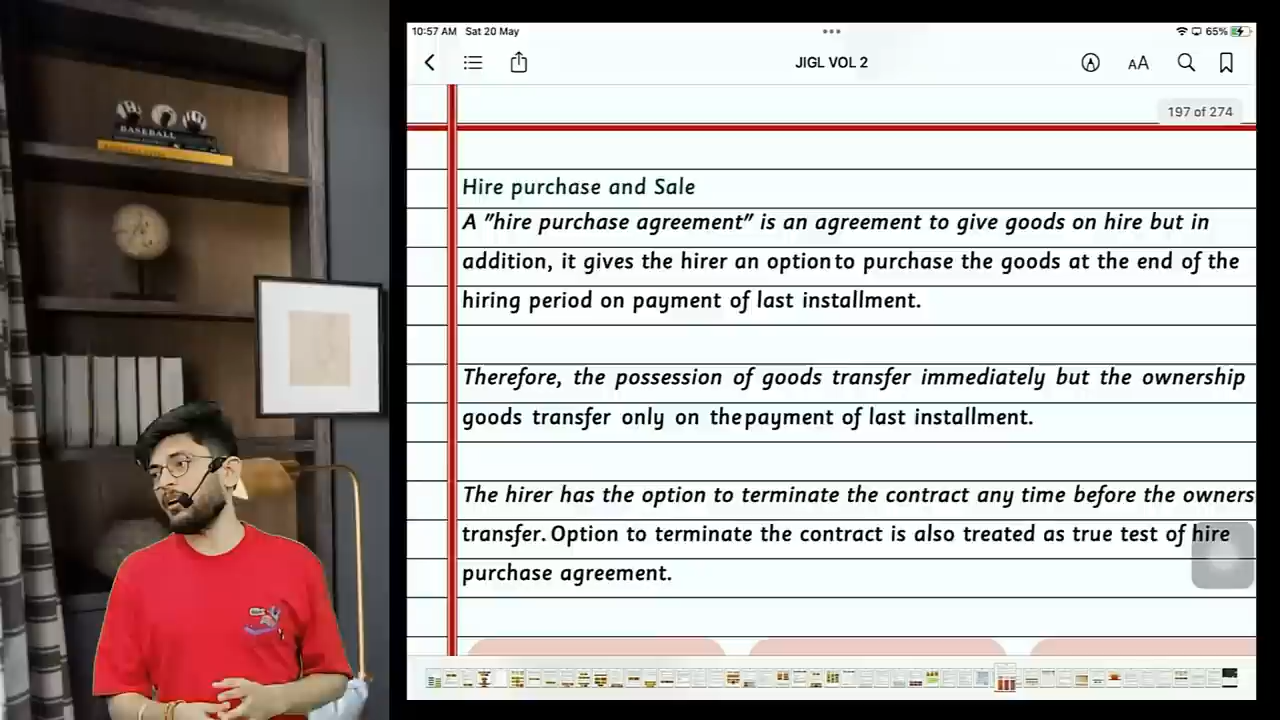 10:57 AM Sat 20 May
65%
JIGL VOL 2
AA
197 of 274
BASEBALL
Hire purchase and Sale
A "hire purchase agreement" is an agreement to give goods on hire but in
addition, it gives the hirer an option to purchase the goods at the end of the
hiring period on payment of last installment.
Therefore, the possession of goods transfer immediately but the ownership
goods transfer only on the payment of last installment.
The hirer has the option to terminate the contract any time before the owners
transfer. Option to terminate the contract is also treated as true test of hire
purchase agreement.